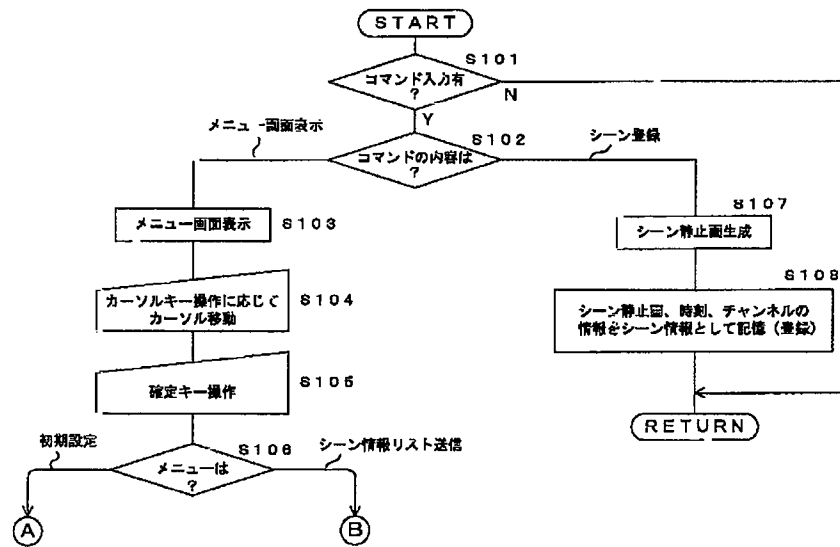 START
S101
コマンド入力有
?
N
Y
メニュー画面表示
S102
シーン登録
コマンドの内容は
?
S107
メニュー画面表示
S103
シーン静止画生成
S108
カーソルキー操作に応じて
カーソル移動
S104
シーン静止画、時刻、チャンネルの
情報をシーン情報として記憶(登録)
確定キー操作
S105
RETURN
初期設定
S106
シーン情報リスト送信
メニューは
?
A
B